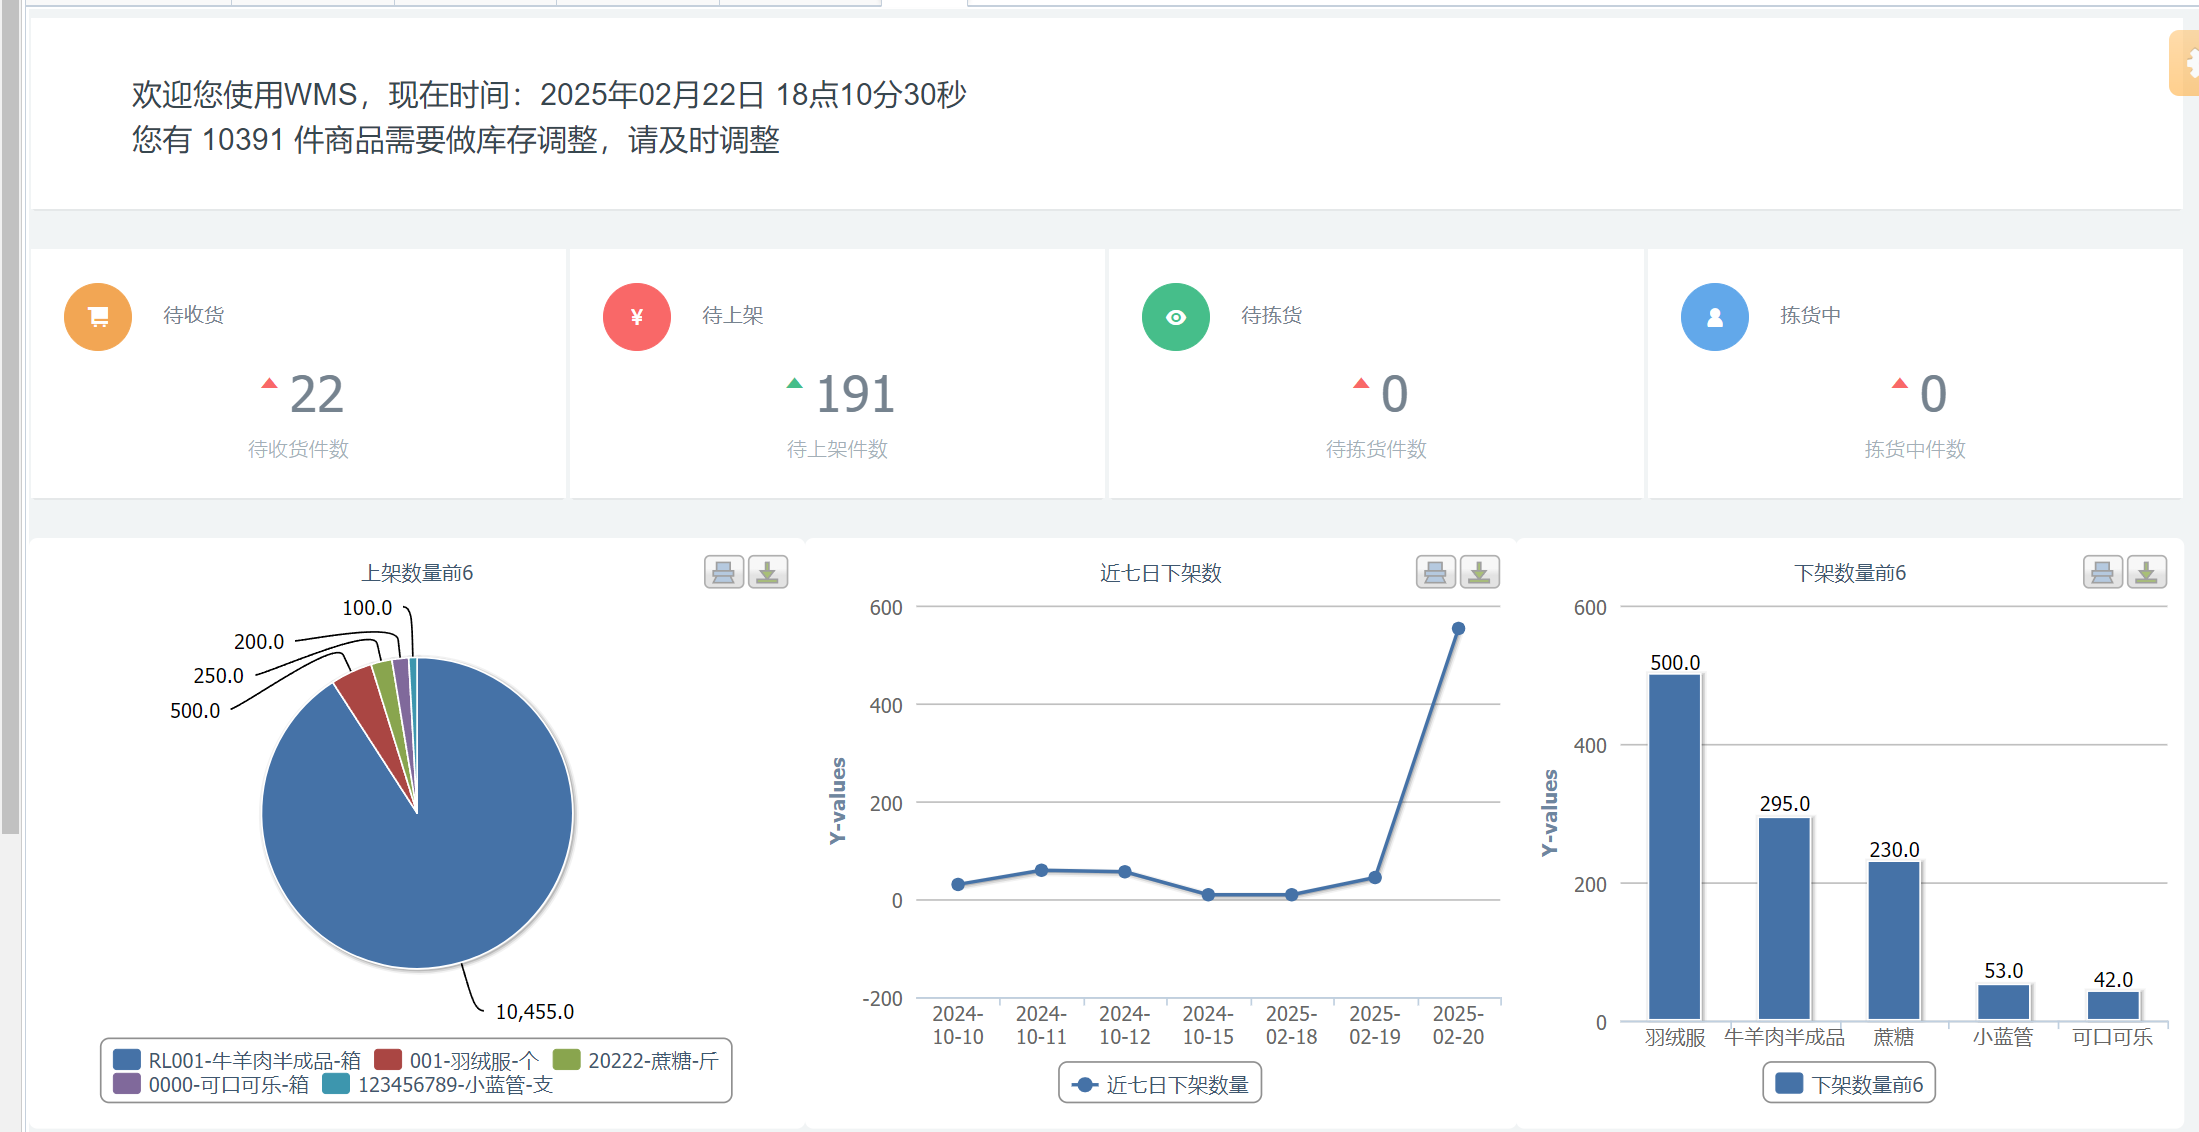 欢迎您使用WMS，现在时间：2025年02月22日 18点10分30秒
您有 10391 件商品需要做库存调整，请及时调整
待收货
22
待收货件数
¥
待上架
191
待上架件数
待拣货
0
待拣货件数
拣货中
0
拣货中件数
上架数量前6
100.0
200.0
250.0
500.0
10,455.0
RL001-牛羊肉半成品-箱 001-羽绒服-个 20222-蔗糖-斤
0000-可口可乐-箱 123456789-小蓝管-支
近七日下架数
Y-values
600
400
200
0
-200
2024-10-10
2024-10-11
2024-10-12
2024-10-15
2025-02-18
2025-02-19
2025-02-20
近七日下架数量
下架数量前6
Y-values
600
400
200
0
500.0
295.0
230.0
53.0
42.0
羽绒服
牛羊肉半成品
蔗糖
小蓝管
可口可乐
下架数量前6